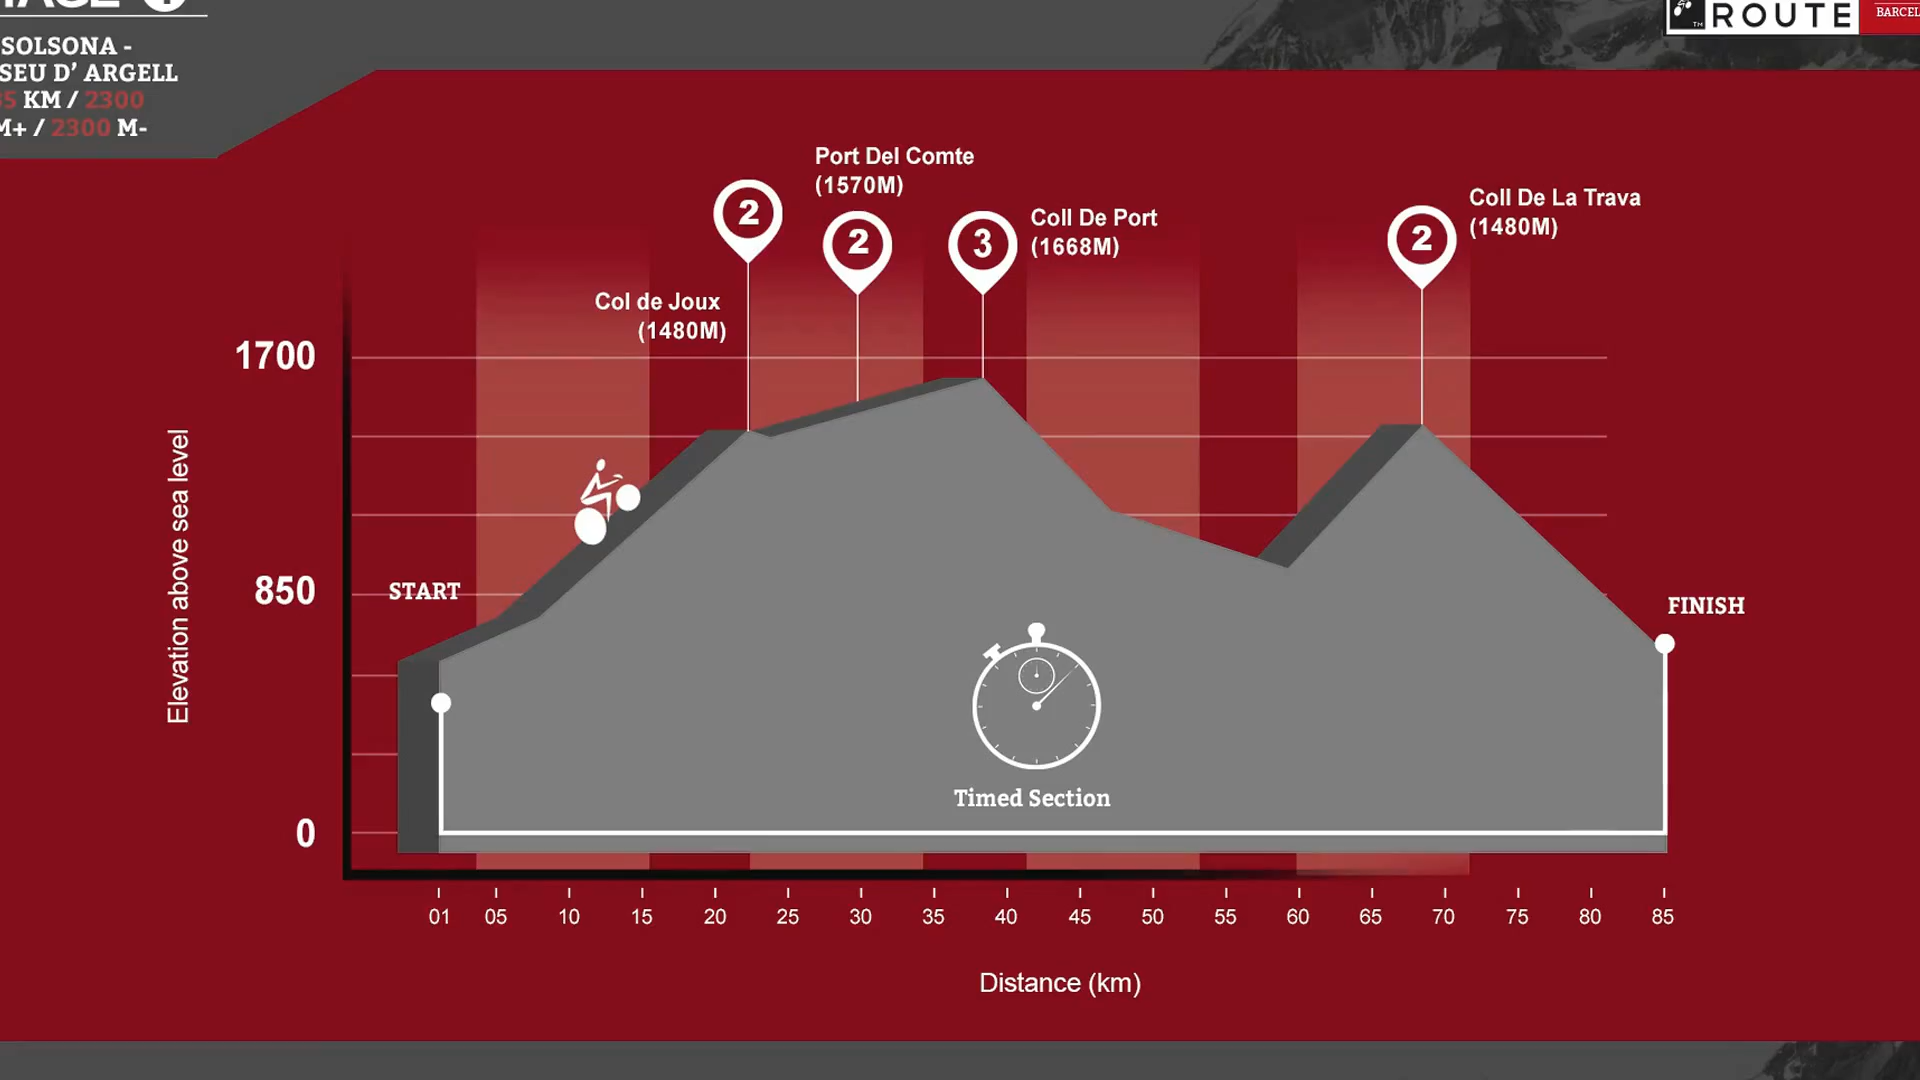 SOLSONA -
SEU D' ARGELL
KM / 2300
M+ / 2300 M-
ROUTE
TM
Port Del Comte
(1570M)
2
2
3
Coll De Port
(1668M)
2
Coll De La Trava
(1480M)
Col de Joux
(1480M)
1700
850
0
Elevation above sea level
START
FINISH
Timed Section
01 05 10 15 20 25 30 35 40 45 50 55 60 65 70 75 80 85
Distance (km)